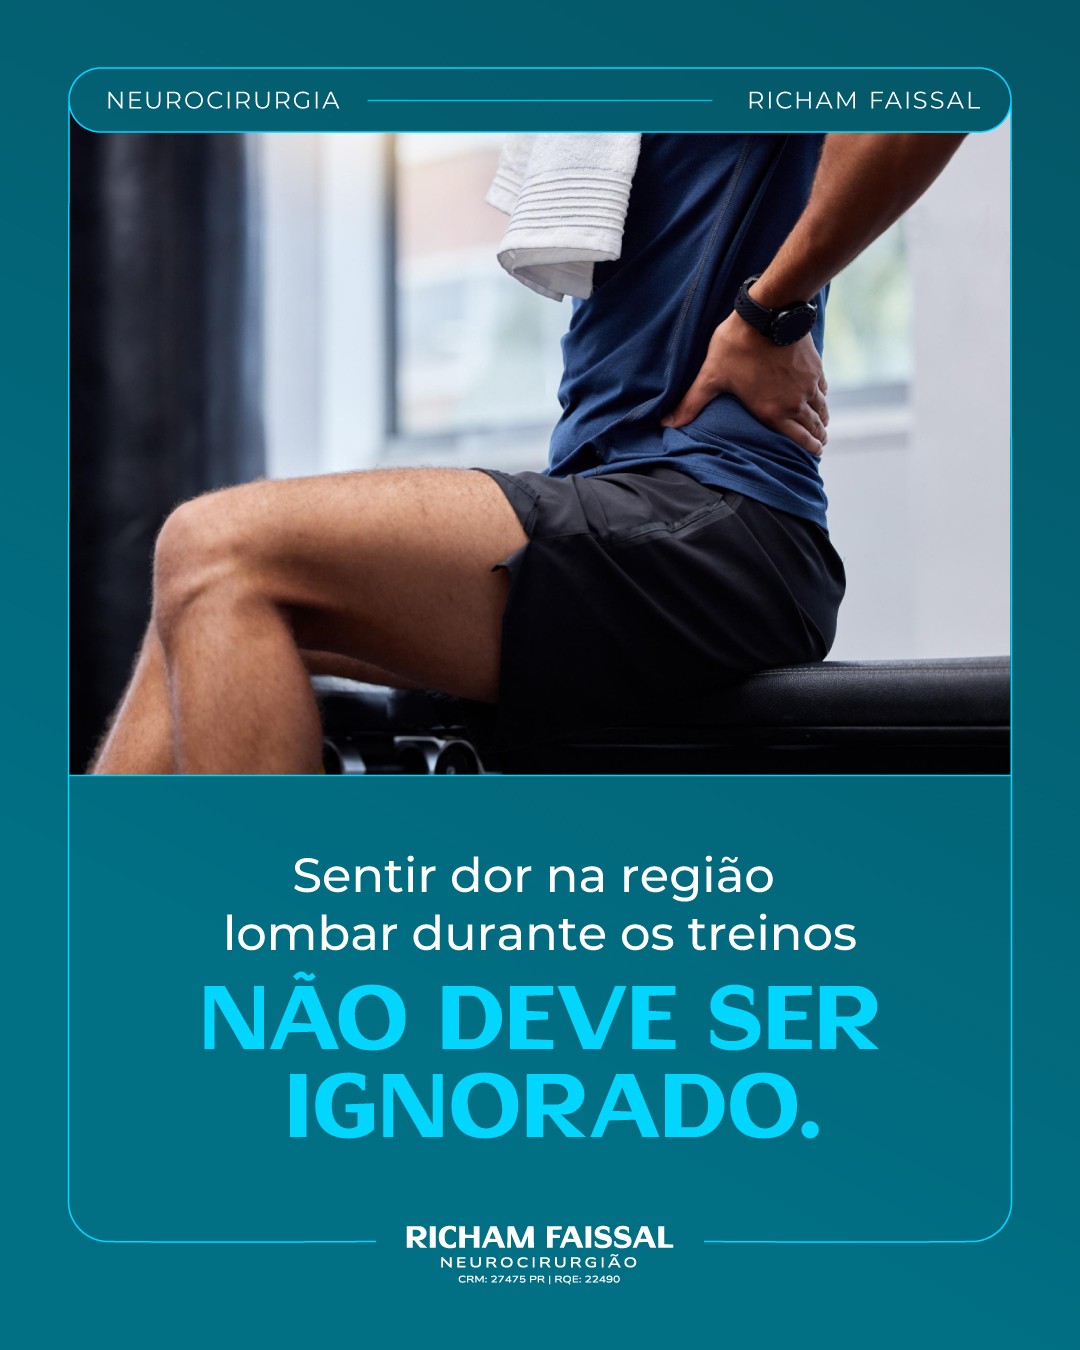 NEUROCIRURGIA
RICHAM FAISSAL
Sentir dor na região
lombar durante os treinos
NÃO DEVE SER
IGNORADO.
RICHAM FAISSAL
NEUROCIRURGIÃO
CRM: 27475 PR | RQE: 22490